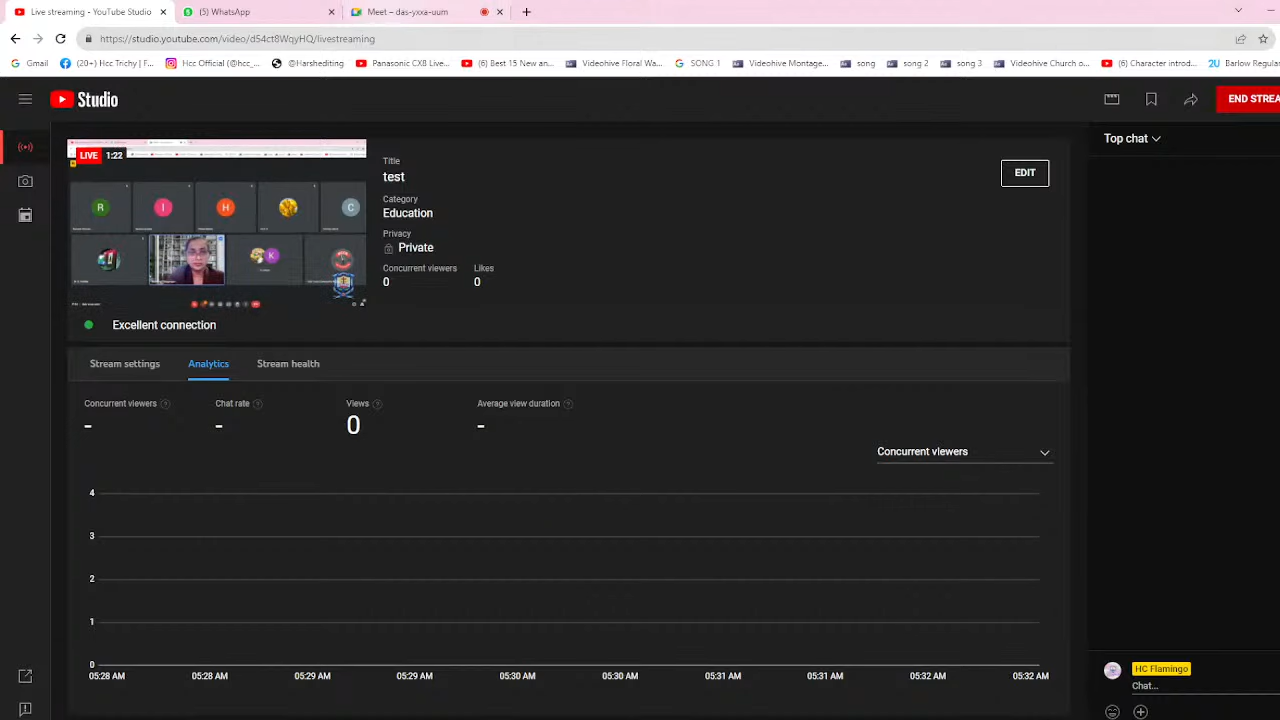 Live streaming - YouTube Studio
(5) WhatsApp
Meet – das-yxxa-uum
https://studio.youtube.com/video/d54ct8WqyHQ/livestreaming
Gmail
(20+) Hcc Trichy | F...
Hcc Official (@hcc_...
@Harshediting
Panasonic CX8 Live...
(6) Best 15 New an...
Videohive Floral Wa...
SONG 1
Videohive Montage...
song
song 2
song 3
Videohive Church o...
(6) Character introd...
Barlow Regular
Studio
END STREA
LIVE 1:22
R
I
H
C
K
Title
test
EDIT
Category
Education
Privacy
Private
Concurrent viewers
Likes
0
0
Excellent connection
Stream settings
Analytics
Stream health
Concurrent viewers
Chat rate
Views
Average view duration
-
-
0
-
Concurrent viewers
4
3
2
1
0
05:28 AM
05:28 AM
05:29 AM
05:29 AM
05:30 AM
05:30 AM
05:31 AM
05:31 AM
05:32 AM
05:32 AM
Top chat
HC Flamingo
Chat...